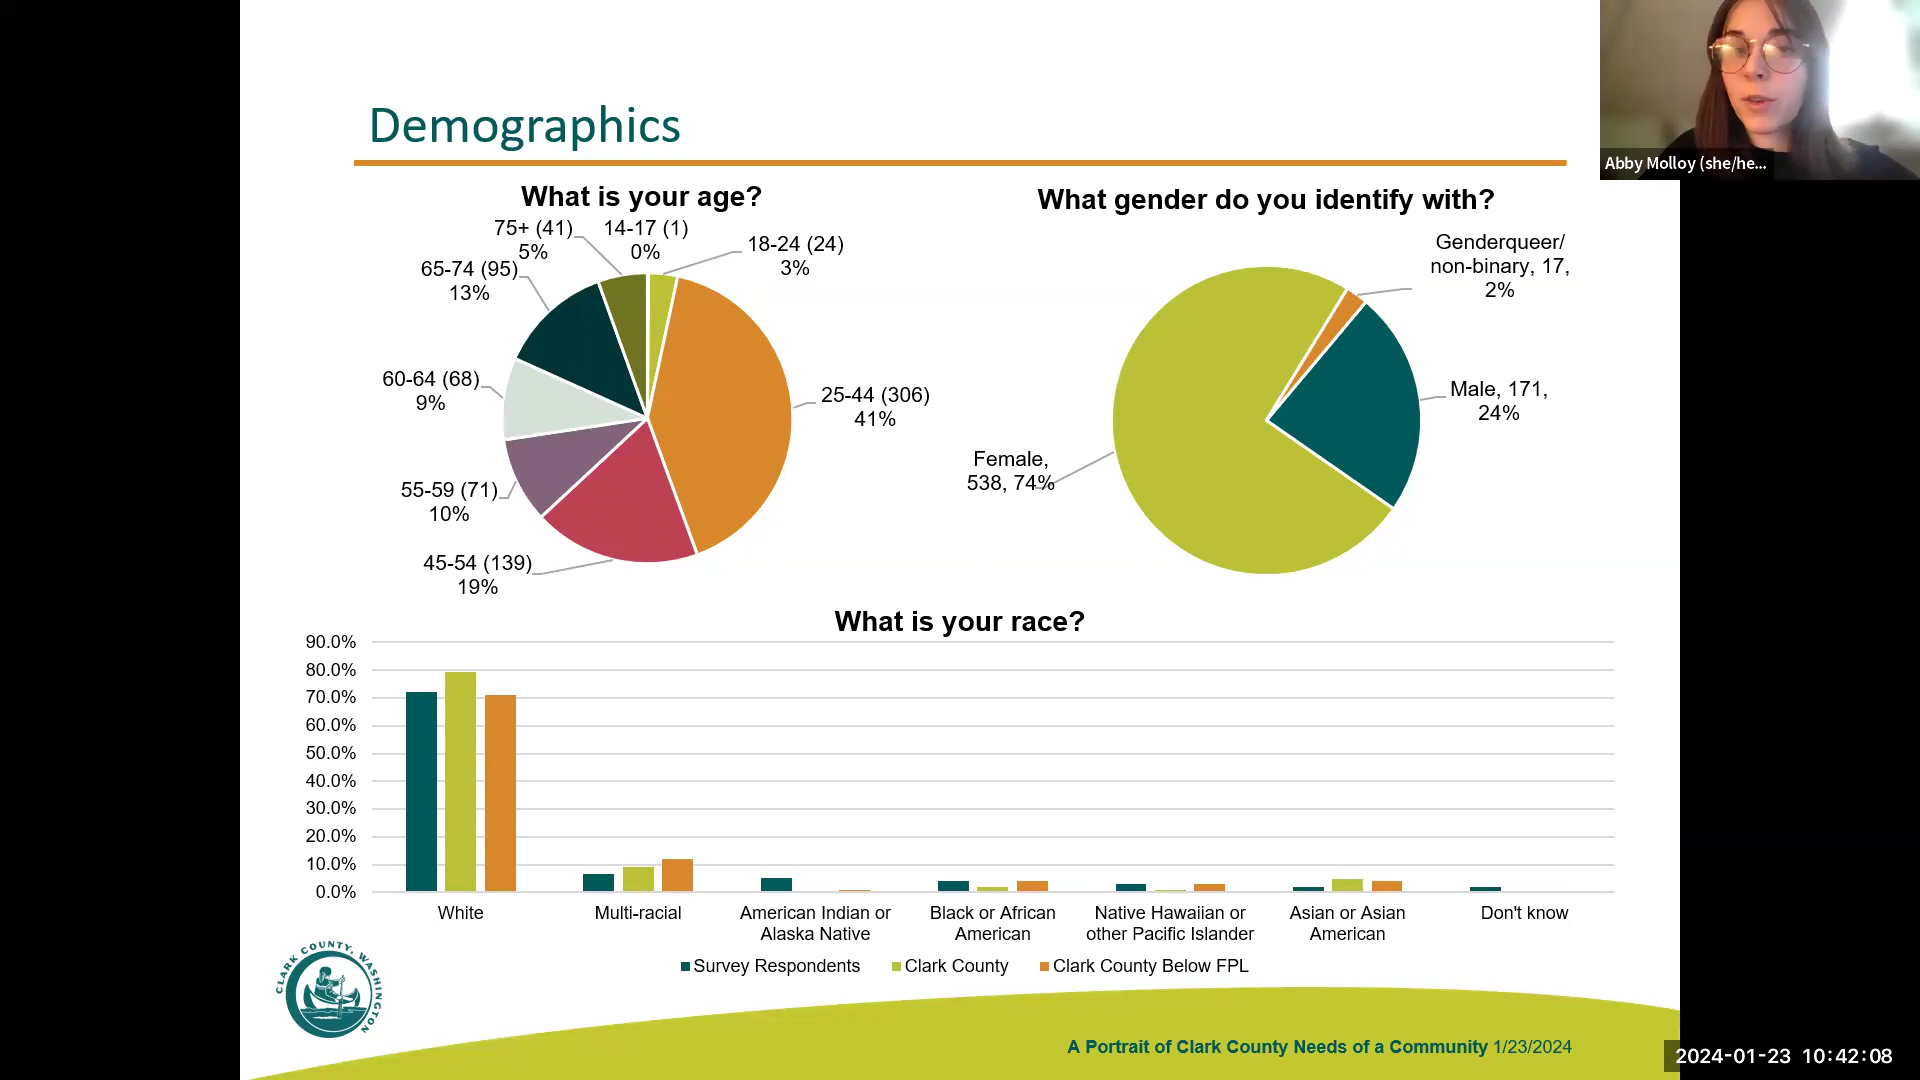 Demographics
Abby Molloy (she/he...
What is your age?
75+ (41)
5%
14-17 (1)
0%
18-24 (24)
3%
65-74 (95)
13%
60-64 (68)
9%
25-44 (306)
41%
55-59 (71)
10%
45-54 (139)
19%
What gender do you identify with?
Genderqueer/
non-binary, 17,
2%
Male, 171,
24%
Female,
538, 74%
What is your race?
90.0%
80.0%
70.0%
60.0%
50.0%
40.0%
30.0%
20.0%
10.0%
0.0%
White
Multi-racial
American Indian or
Alaska Native
Black or African
American
Native Hawaiian or
other Pacific Islander
Asian or Asian
American
Don't know
Survey Respondents
Clark County
Clark County Below FPL
CLARK COUNTY, WASHINGTON
A Portrait of Clark County Needs of a Community 1/23/2024
2024-01-23 10:42:08